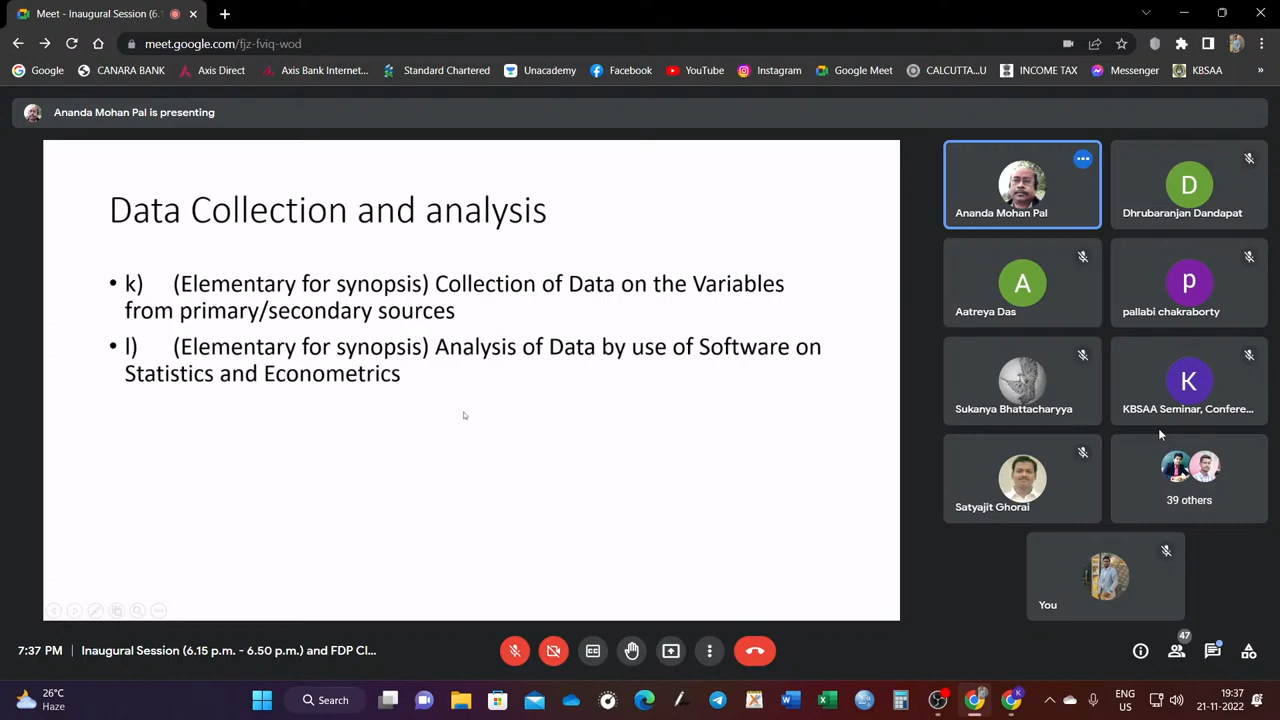 Meet - Inaugural Session (6.1
meet.google.com/fjz-fviq-wod
Google
CANARA BANK
Axis Direct
Axis Bank Internet...
Standard Chartered
Unacademy
Facebook
YouTube
Instagram
Google Meet
CALCUTTA...U
INCOME TAX
Messenger
KBSAA
»
Ananda Mohan Pal is presenting
Data Collection and analysis
• k) (Elementary for synopsis) Collection of Data on the Variables
from primary/secondary sources
• l) (Elementary for synopsis) Analysis of Data by use of Software on
Statistics and Econometrics
Ananda Mohan Pal
D
Dhrubaranjan Dandapat
A
Aatreya Das
p
pallabi chakraborty
Sukanya Bhattacharyya
K
KBSAA Seminar, Confere...
Satyajit Ghorai
39 others
You
7:37 PM | Inaugural Session (6.15 p.m. - 6.50 p.m.) and FDP Cl...
47
26°C
Haze
Search
ENG
US
19:37
21-11-2022